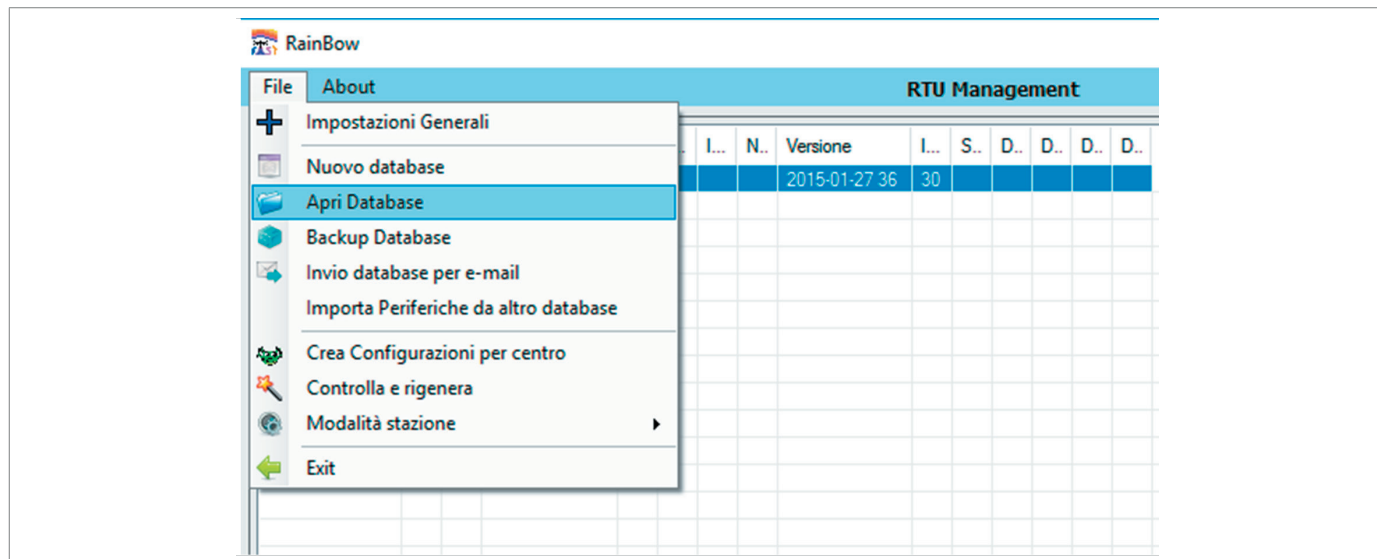 RainBow
File About RTU Management
Impostazioni Generali
. I... N.. Versione I... S.. D.. D.. D.. D..
Nuovo database
2015-01-27 36 30
Apri Database
Backup Database
Invio database per e-mail
Importa Periferiche da altro database
Crea Configurazioni per centro
Controlla e rigenera
Modalità stazione
Exit